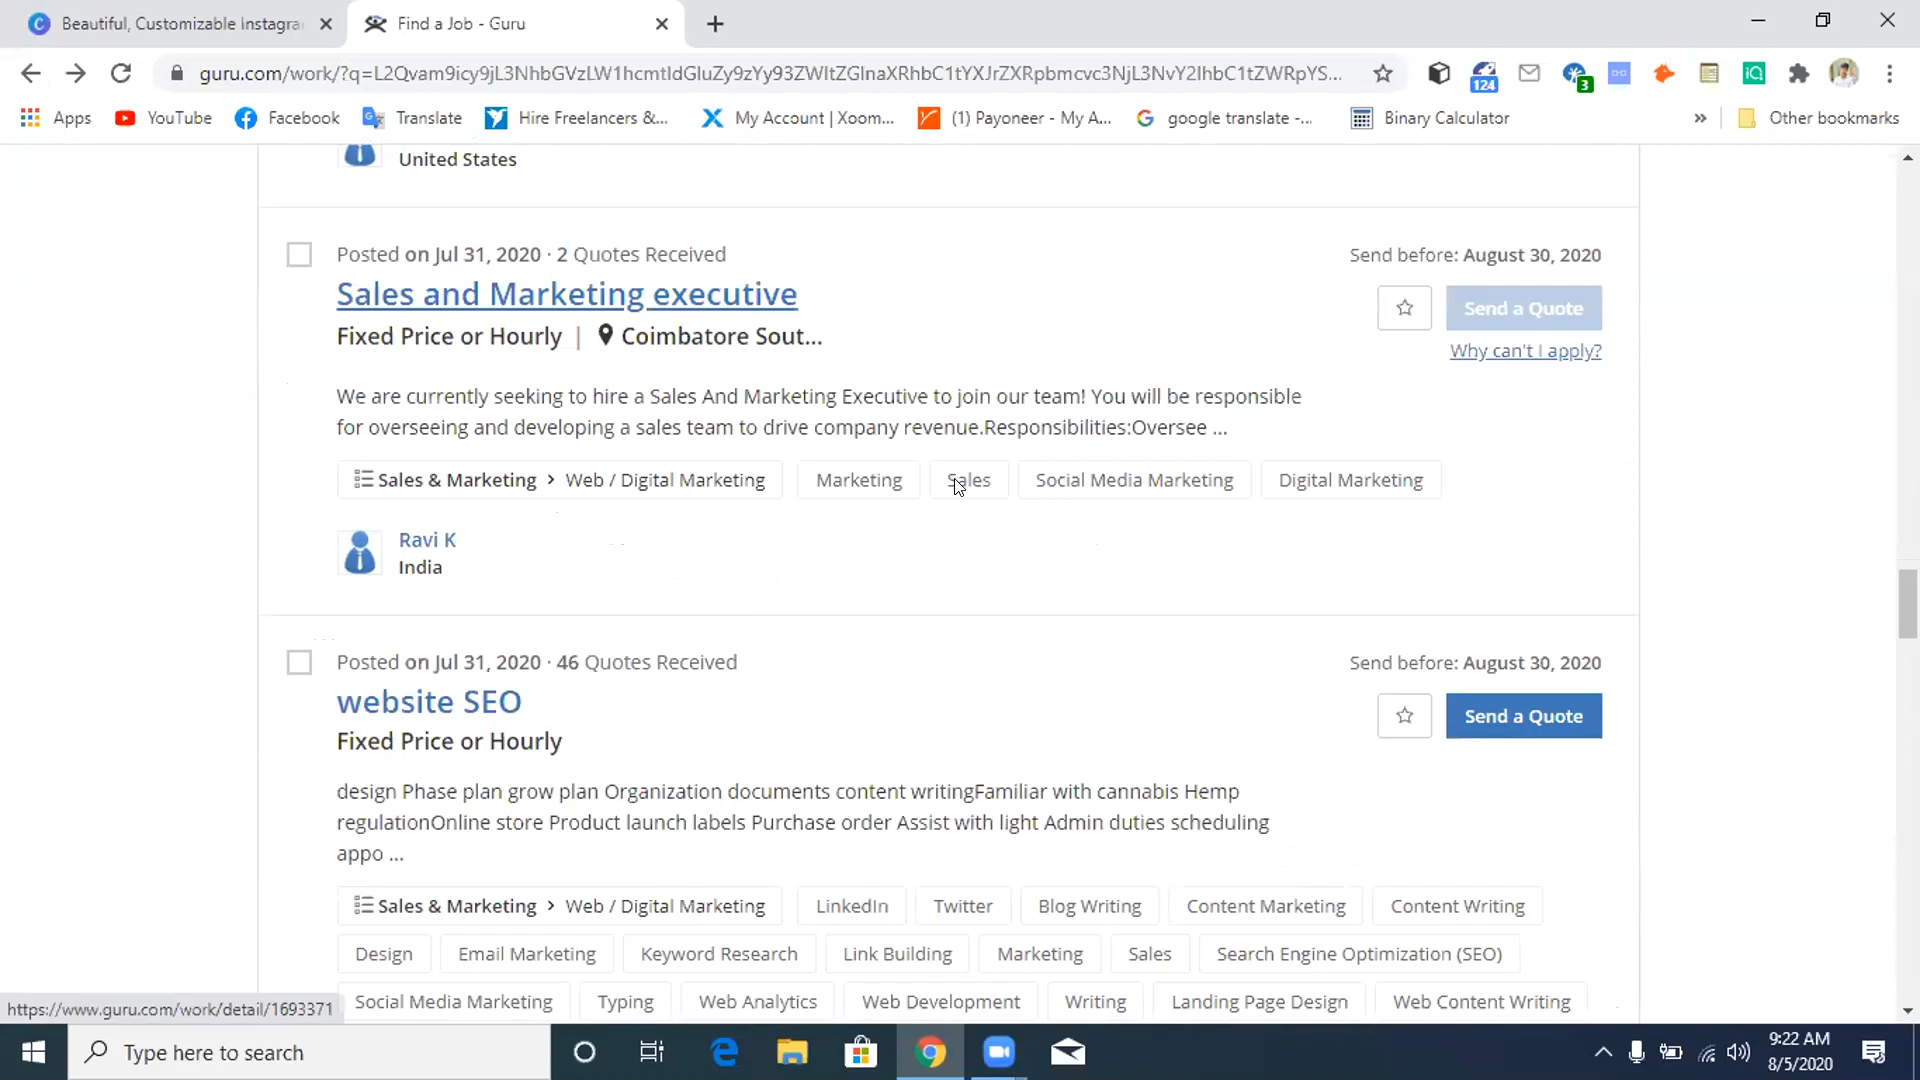 Beautiful, Customizable Instagra
Find a Job - Guru
guru.com/work/?q=L2Qvam9icy9jL3NhbGVzLW1hcmtldGluZy9zYy93ZWItZGlnaXRhbC1tYXJrZXRpbmcvc3NjL3NvY2lhbC1tZWRpYS...
124
3
Apps
YouTube
Facebook
Translate
Hire Freelancers &...
My Account | Xoom...
(1) Payoneer - My A...
google translate -...
Binary Calculator
»
Other bookmarks
United States
Posted on Jul 31, 2020 · 2 Quotes Received
Send before: August 30, 2020
Sales and Marketing executive
Send a Quote
Fixed Price or Hourly | Coimbatore Sout...
Why can't I apply?
We are currently seeking to hire a Sales And Marketing Executive to join our team! You will be responsible
for overseeing and developing a sales team to drive company revenue.Responsibilities:Oversee ...
Sales & Marketing > Web / Digital Marketing
Marketing
Sales
Social Media Marketing
Digital Marketing
Ravi K
India
Posted on Jul 31, 2020 · 46 Quotes Received
Send before: August 30, 2020
website SEO
Send a Quote
Fixed Price or Hourly
design Phase plan grow plan Organization documents content writingFamiliar with cannabis Hemp
regulationOnline store Product launch labels Purchase order Assist with light Admin duties scheduling
appo ...
Sales & Marketing > Web / Digital Marketing
LinkedIn
Twitter
Blog Writing
Content Marketing
Content Writing
Design
Email Marketing
Keyword Research
Link Building
Marketing
Sales
Search Engine Optimization (SEO)
https://www.guru.com/work/detail/1693371
Social Media Marketing
Typing
Web Analytics
Web Development
Writing
Landing Page Design
Web Content Writing
Type here to search
9:22 AM
8/5/2020